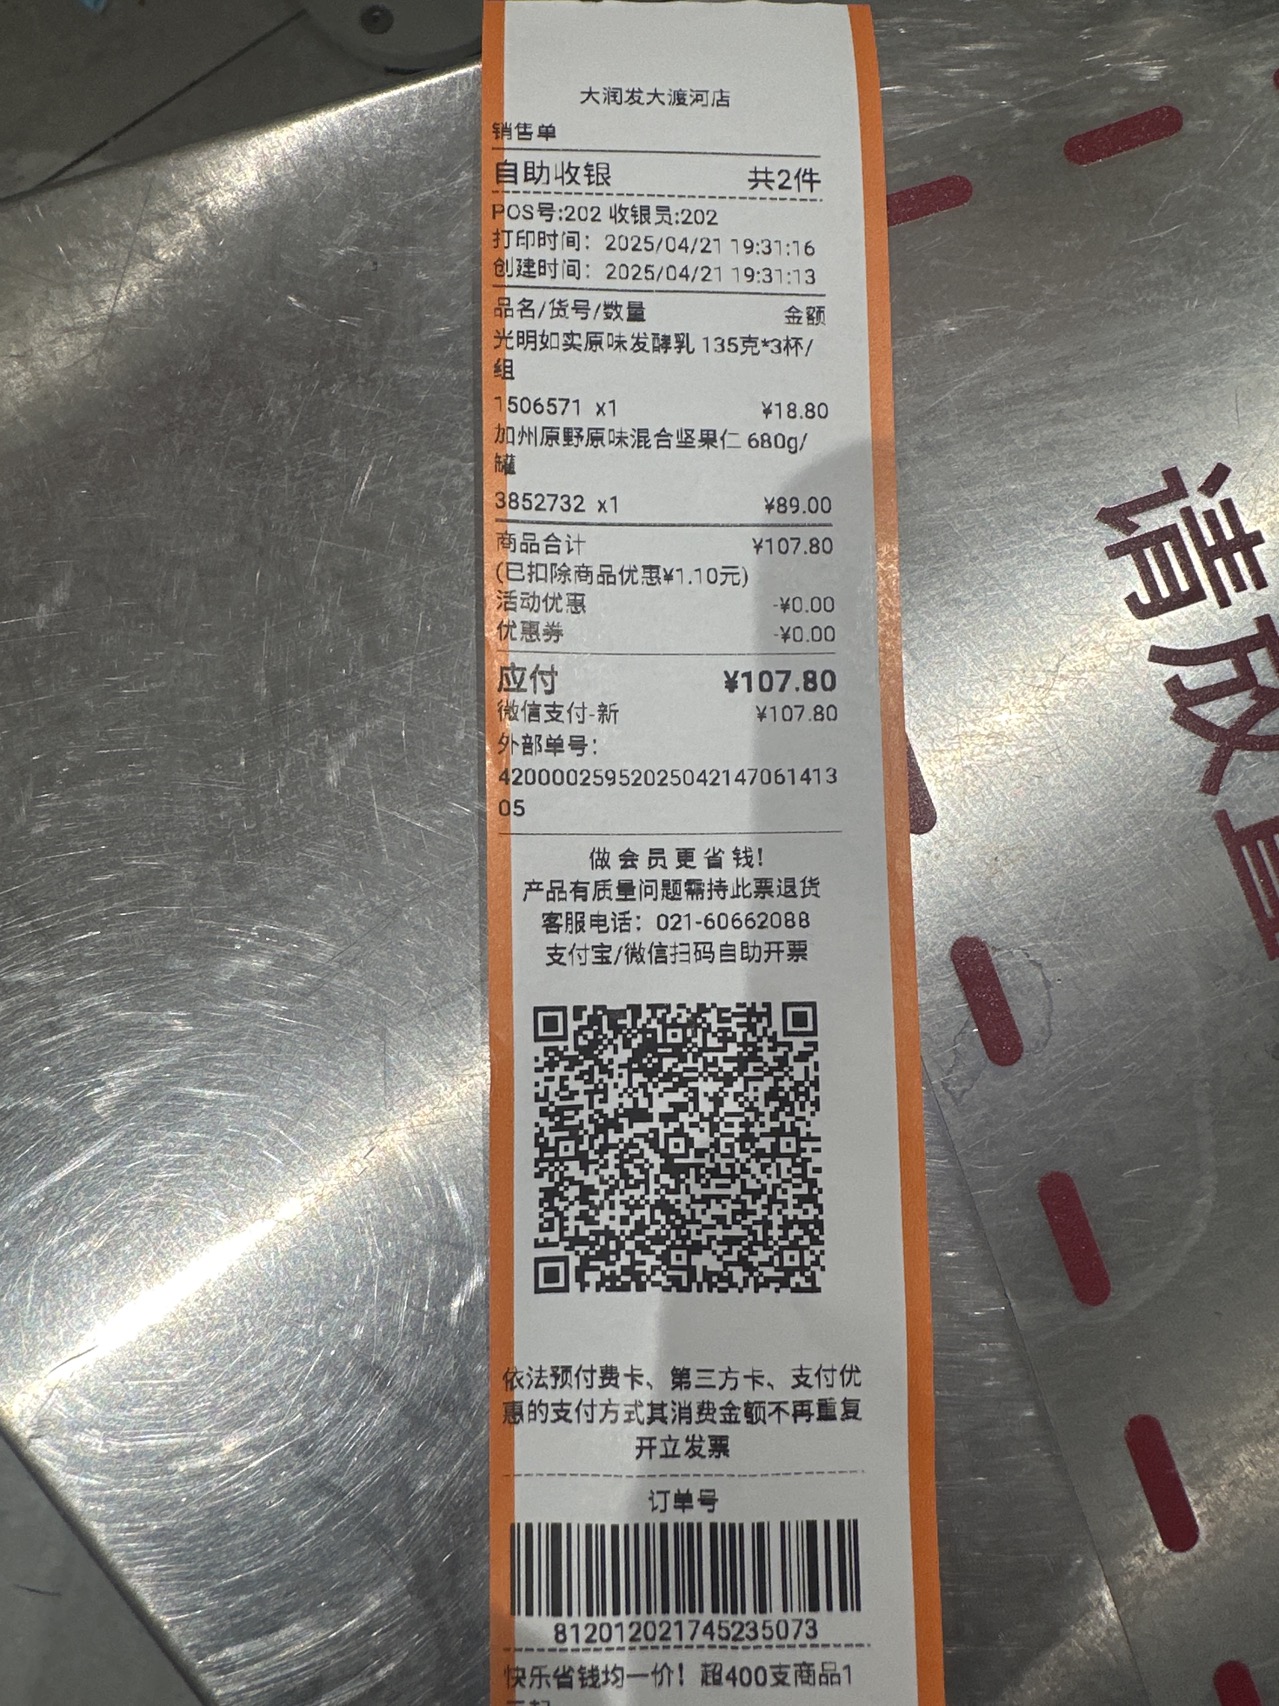 大润发大渡河店
销售单
自助收银 共2件
POS号:202 收银员:202
打印时间：2025/04/21 19:31:16
创建时间：2025/04/21 19:31:13
品名/货号/数量 金额
光明如实原味发酵乳 135克*3杯/
组
1506571 x1 ¥18.80
加州原野原味混合坚果仁 680g/
罐
3852732 x1 ¥89.00
商品合计 ¥107.80
(已扣除商品优惠¥1.10元)
活动优惠 -¥0.00
优惠券 -¥0.00
应付 ¥107.80
微信支付-新 ¥107.80
外部单号：
42000025952025042147061413
05
做会员更省钱!
产品有质量问题需持此票退货
客服电话：021-60662088
支付宝/微信扫码自助开票
依法预付费卡、第三方卡、支付优
惠的支付方式其消费金额不再重复
开立发票
订单号
812012021745235073
快乐省钱均一价！超400支商品1
请放置